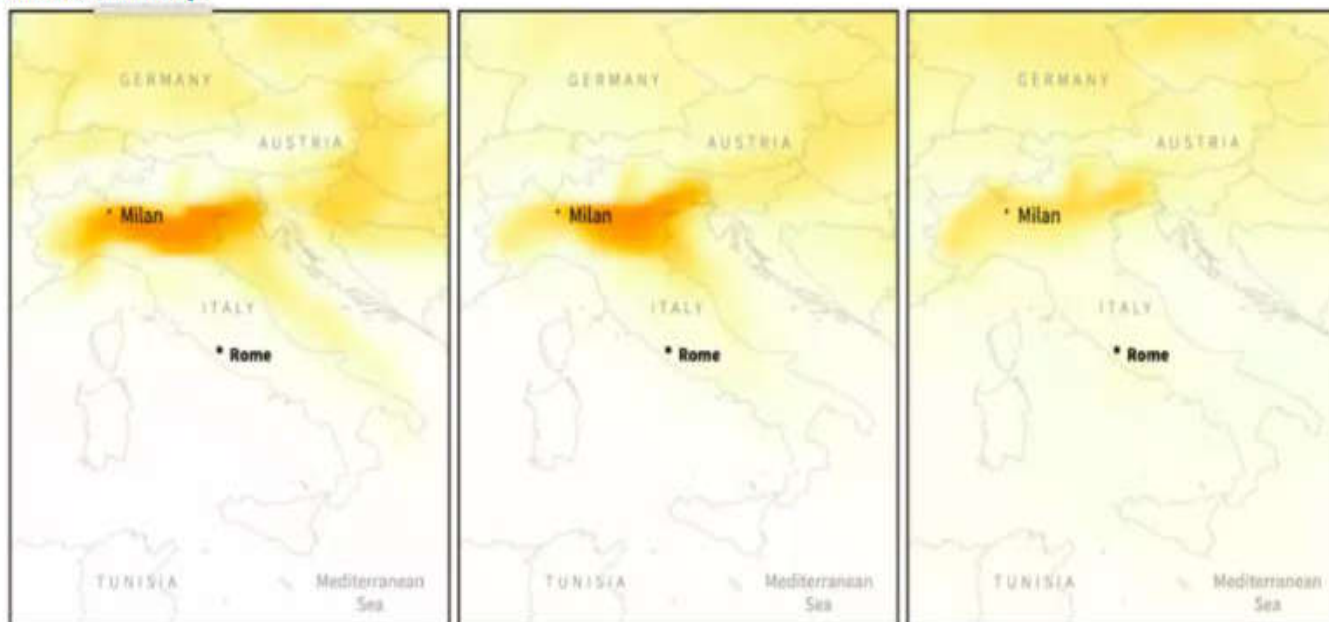 GERMANY
AUSTRIA
Milan
ITALY
Rome
TUNISIA
Mediterranean
Sea
GERMANY
AUSTRIA
Milan
ITALY
Rome
TUNISIA
Mediterranean
Sea
GERMANY
AUSTRIA
Milan
ITALY
Rome
TUNISIA
Mediterranean
Sea